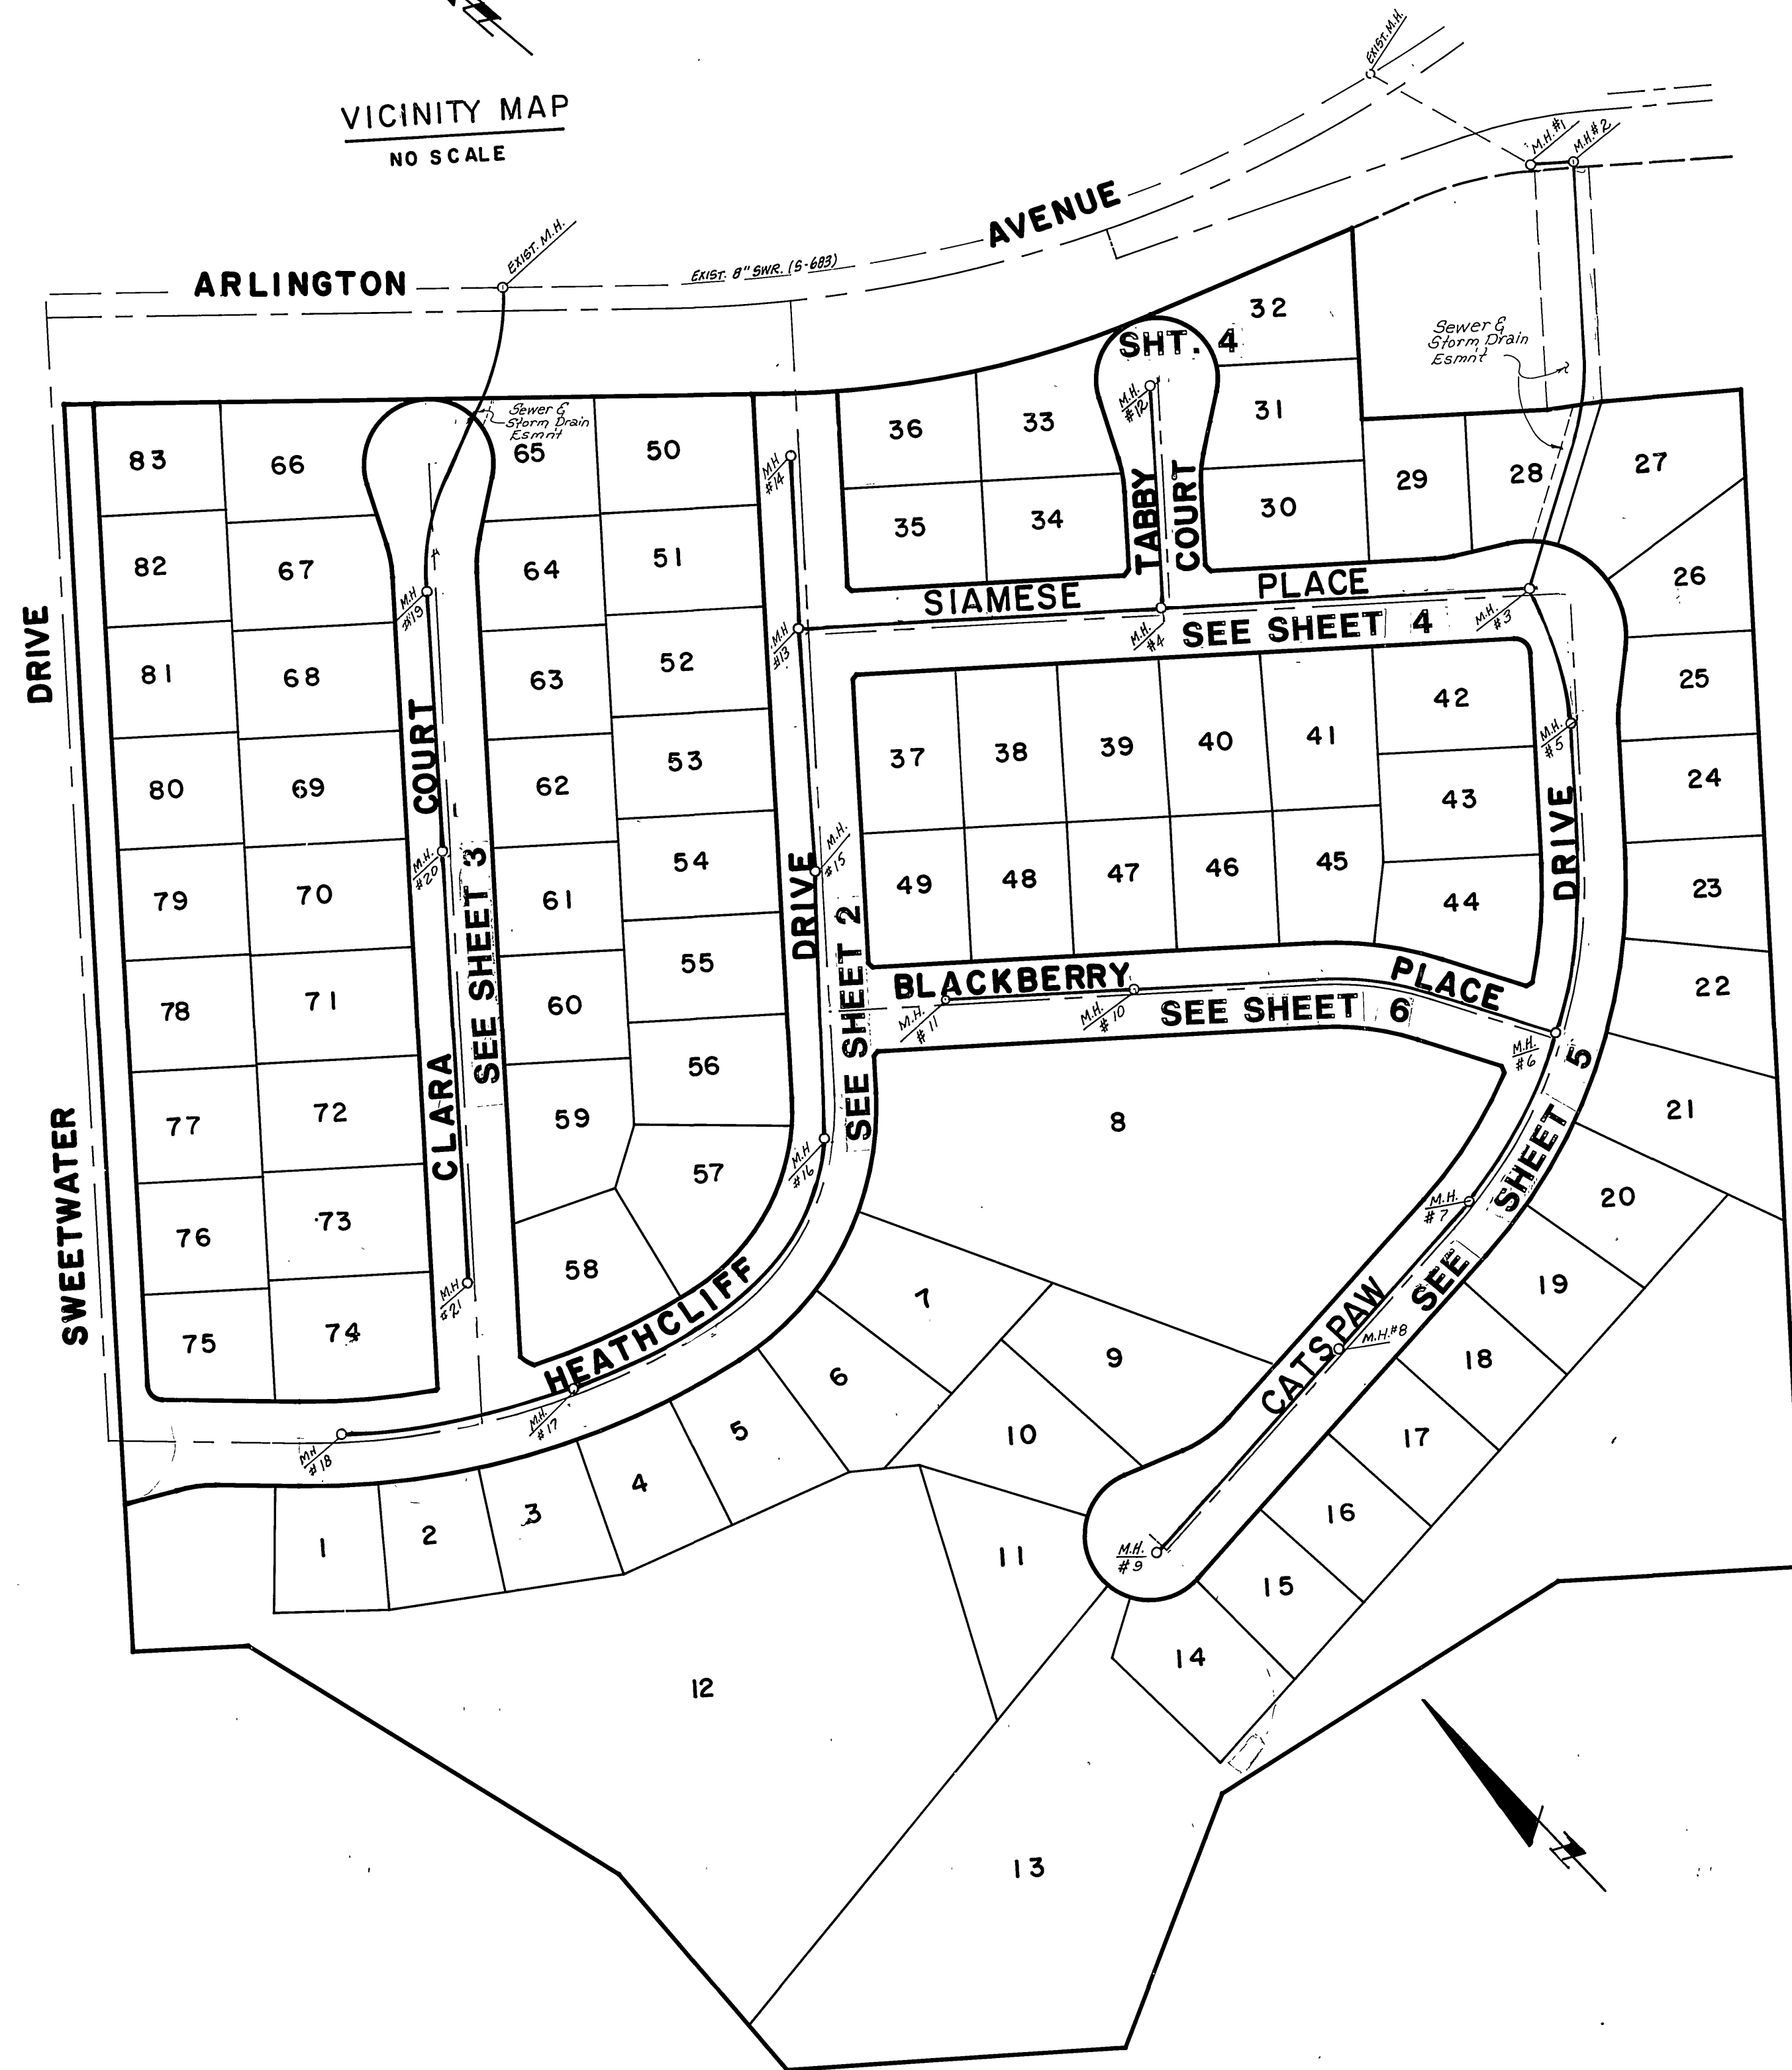 VICINITY MAP
NO SCALE
EXIST. M.H.
M.H.#1
M.H.#2
EXIST. M.H.
ARLINGTON
EXIST. 8" SWR. (S-683)
AVENUE
Sewer &
Storm Drain
Esmn't
Sewer &
Storm Drain
Esmn't
SHT. 4
32
31
30
36
33
35
34
29
28
27
26
25
24
23
22
21
20
19
18
17
16
15
14
M.H.
#12
TABBY
COURT
SIAMESE
PLACE
SEE SHEET 4
M.H.
#4
M.H.
#3
M.H.
#5
MH
#14
M.H
#13
83
66
65
50
82
67
64
51
81
68
63
52
80
69
62
53
79
70
61
54
78
71
60
55
77
72
59
56
76
73
58
57
75
74
37
38
39
40
41
42
43
44
49
48
47
46
45
DRIVE
SWEETWATER
M.H
#19
COURT
M.H.
#20
CLARA
SEE SHEET 3
M.H
#21
DRIVE
M.H.
#15
SEE SHEET 2
M.H
#16
HEATHCLIFF
M.H.
#17
MH
#18
BLACKBERRY
PLACE
SEE SHEET 6
M.H.
#11
M.H.
#10
M.H.
#6
DRIVE
CATSPAW
SEE SHEET 5
M.H.
#7
M.H.#8
M.H.
#9
8
7
6
5
4
3
2
1
9
10
11
12
13
N